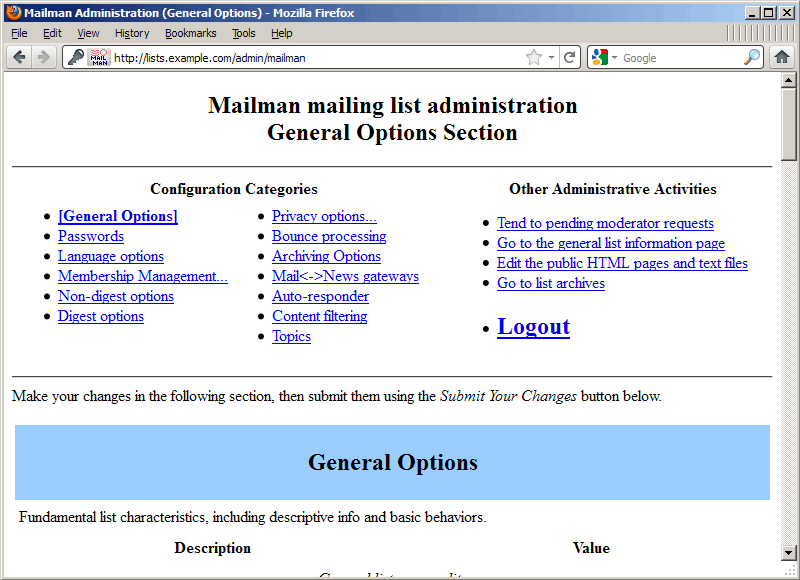 Mailman Administration (General Options) - Mozilla Firefox
File Edit View History Bookmarks Tools Help
MAIL MAN http://lists.example.com/admin/mailman Google
Mailman mailing list administration
General Options Section
Configuration Categories
[General Options]
Passwords
Language options
Membership Management...
Non-digest options
Digest options
Privacy options...
Bounce processing
Archiving Options
Mail<->News gateways
Auto-responder
Content filtering
Topics
Other Administrative Activities
Tend to pending moderator requests
Go to the general list information page
Edit the public HTML pages and text files
Go to list archives
Logout
Make your changes in the following section, then submit them using the Submit Your Changes button below.
General Options
Fundamental list characteristics, including descriptive info and basic behaviors.
Description Value